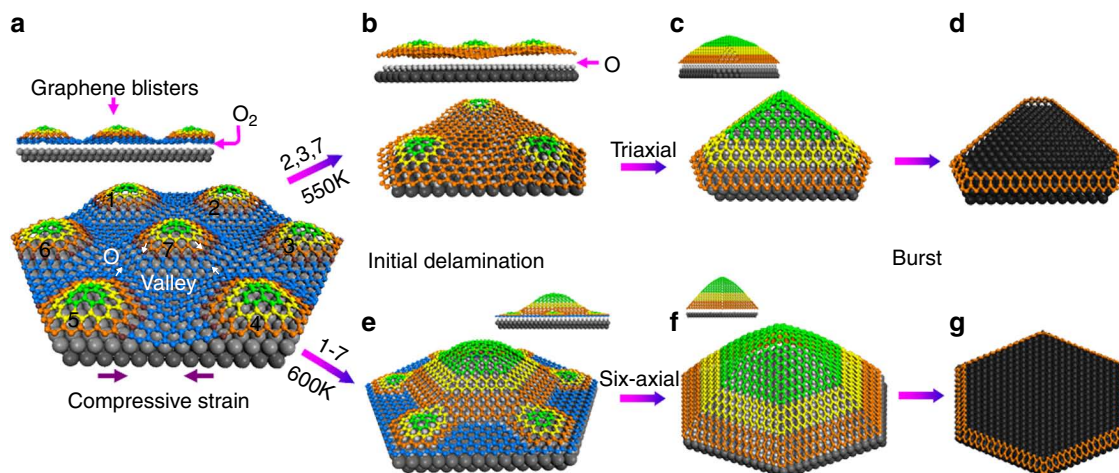 a
Graphene blisters
O2
1
2
3
4
5
6
7
O
Valley
Compressive strain
2,3,7
550K
1-7
600K
b
O
Triaxial
c
d
Initial delamination
Burst
e
Six-axial
f
g